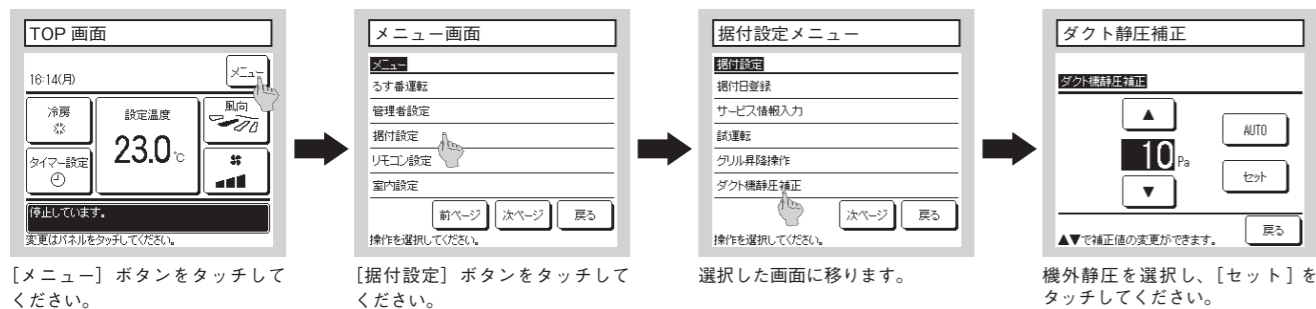 TOP 画面
16:14(月)
メニュー
冷房
設定温度
23.0 ℃
風向
タイマー設定
停止しています。
変更はパネルをタッチしてください。
[メニュー] ボタンをタッチして
ください。
メニュー画面
メニュー
るす番運転
管理者設定
据付設定
リモコン設定
室内設定
前ページ 次ページ 戻る
操作を選択してください。
[据付設定] ボタンをタッチして
ください。
据付設定メニュー
据付設定
据付日登録
サービス情報入力
試運転
グリル昇降操作
ダクト機静圧補正
次ページ 戻る
操作を選択してください。
選択した画面に移ります。
ダクト静圧補正
ダクト機静圧補正
▲
AUTO
10 Pa
セット
▼
戻る
▲▼で補正値の変更ができます。
機外静圧を選択し、[セット] を
タッチしてください。